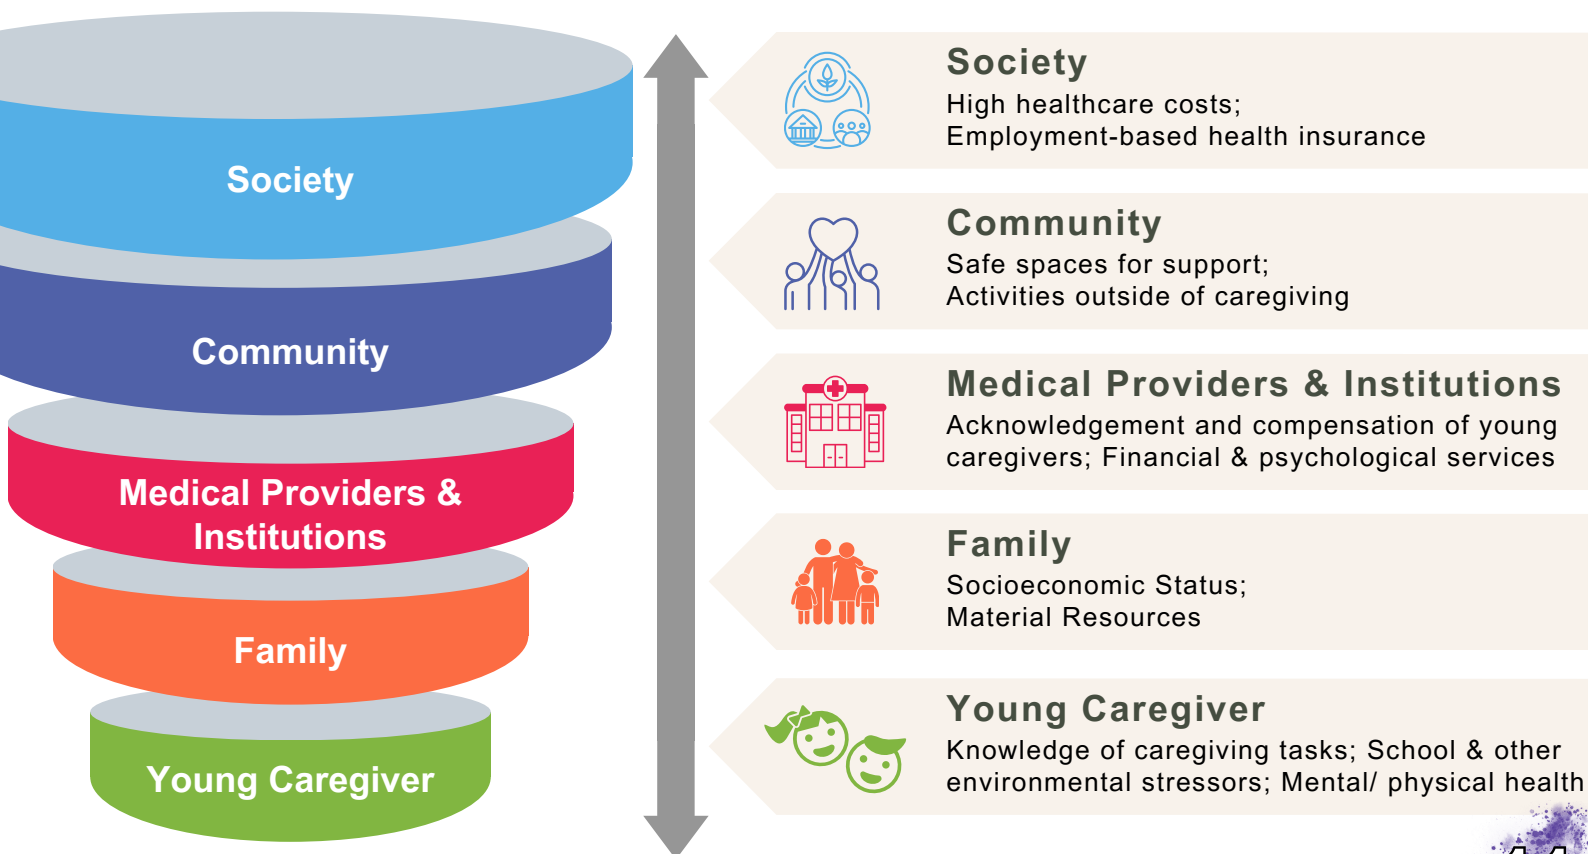 Society
Community
Medical Providers &
Institutions
Family
Young Caregiver
Society
High healthcare costs;
Employment-based health insurance
Community
Safe spaces for support;
Activities outside of caregiving
Medical Providers & Institutions
Acknowledgement and compensation of young
caregivers; Financial & psychological services
Family
Socioeconomic Status;
Material Resources
Young Caregiver
Knowledge of caregiving tasks; School & other
environmental stressors; Mental/ physical health